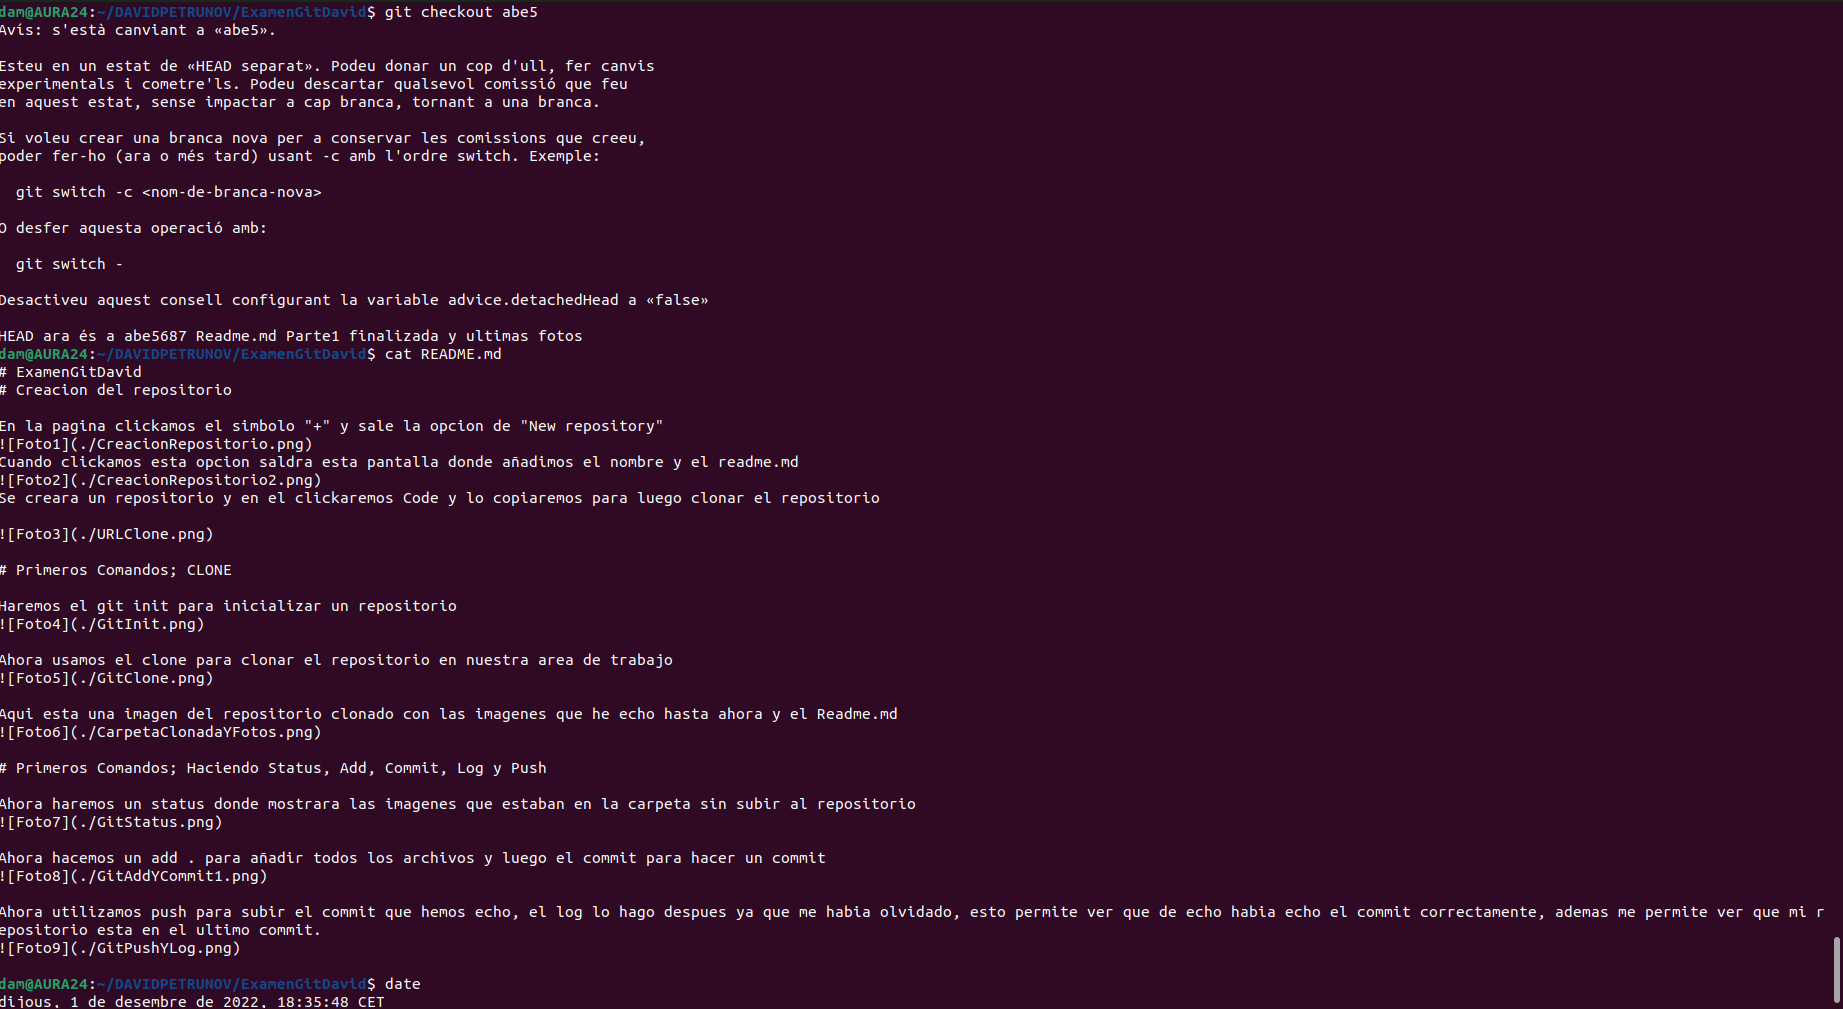 dam@AURA24:~/DAVIDPETRUNOV/ExamenGitDavid$ git checkout abe5
Avís: s'està canviant a «abe5».
Esteu en un estat de «HEAD separat». Podeu donar un cop d'ull, fer canvis
experimentals i cometre'ls. Podeu descartar qualsevol comissió que feu
en aquest estat, sense impactar a cap branca, tornant a una branca.
Si voleu crear una branca nova per a conservar les comissions que creeu,
poder fer-ho (ara o més tard) usant -c amb l'ordre switch. Exemple:
  git switch -c <nom-de-branca-nova>
O desfer aquesta operació amb:
  git switch -
Desactiveu aquest consell configurant la variable advice.detachedHead a «false»
HEAD ara és a abe5687 Readme.md Parte1 finalizada y ultimas fotos
dam@AURA24:~/DAVIDPETRUNOV/ExamenGitDavid$ cat README.md
# ExamenGitDavid
# Creacion del repositorio
En la pagina clickamos el simbolo "+" y sale la opcion de "New repository"
![Foto1](./CreacionRepositorio.png)
Cuando clickamos esta opcion saldra esta pantalla donde añadimos el nombre y el readme.md
![Foto2](./CreacionRepositorio2.png)
Se creara un repositorio y en el clickaremos Code y lo copiaremos para luego clonar el repositorio
![Foto3](./URLClone.png)
# Primeros Comandos; CLONE
Haremos el git init para inicializar un repositorio
![Foto4](./GitInit.png)
Ahora usamos el clone para clonar el repositorio en nuestra area de trabajo
![Foto5](./GitClone.png)
Aqui esta una imagen del repositorio clonado con las imagenes que he echo hasta ahora y el Readme.md
![Foto6](./CarpetaClonadaYFotos.png)
# Primeros Comandos; Haciendo Status, Add, Commit, Log y Push
Ahora haremos un status donde mostrara las imagenes que estaban en la carpeta sin subir al repositorio
![Foto7](./GitStatus.png)
Ahora hacemos un add . para añadir todos los archivos y luego el commit para hacer un commit
![Foto8](./GitAddYCommit1.png)
Ahora utilizamos push para subir el commit que hemos echo, el log lo hago despues ya que me habia olvidado, esto permite ver que de echo habia echo el commit correctamente, ademas me permite ver que mi r
epositorio esta en el ultimo commit.
![Foto9](./GitPushYLog.png)
dam@AURA24:~/DAVIDPETRUNOV/ExamenGitDavid$ date
dijous, 1 de desembre de 2022, 18:35:48 CET